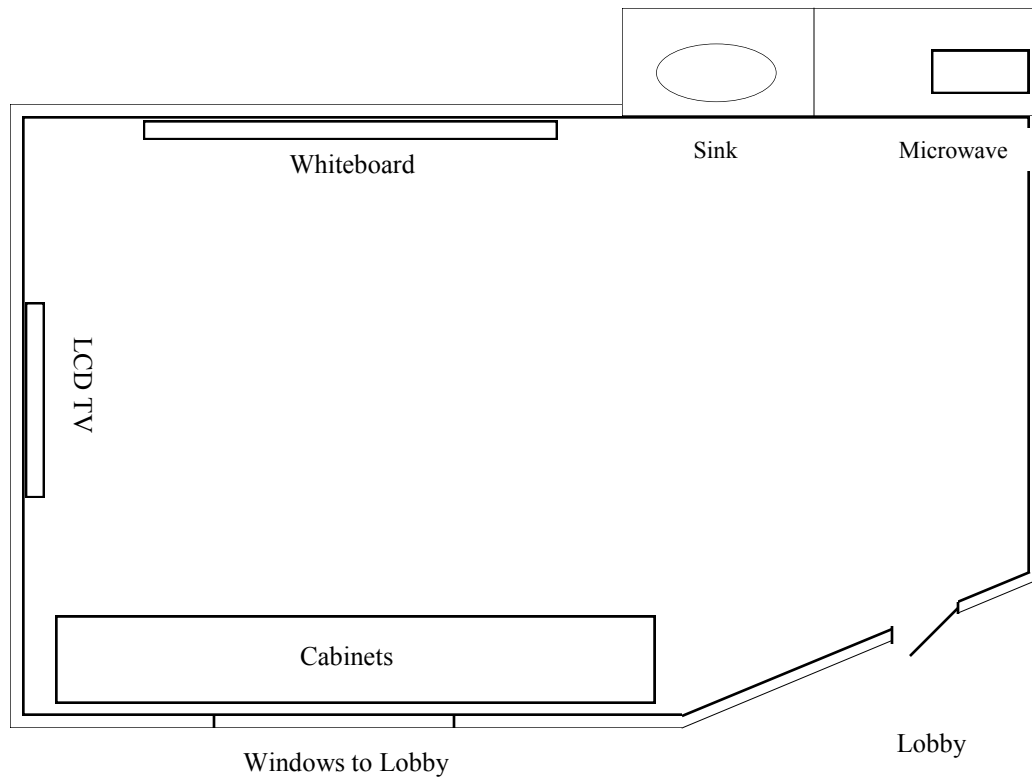 Sink
Microwave
Whiteboard
LCD TV
Cabinets
Lobby
Windows to Lobby